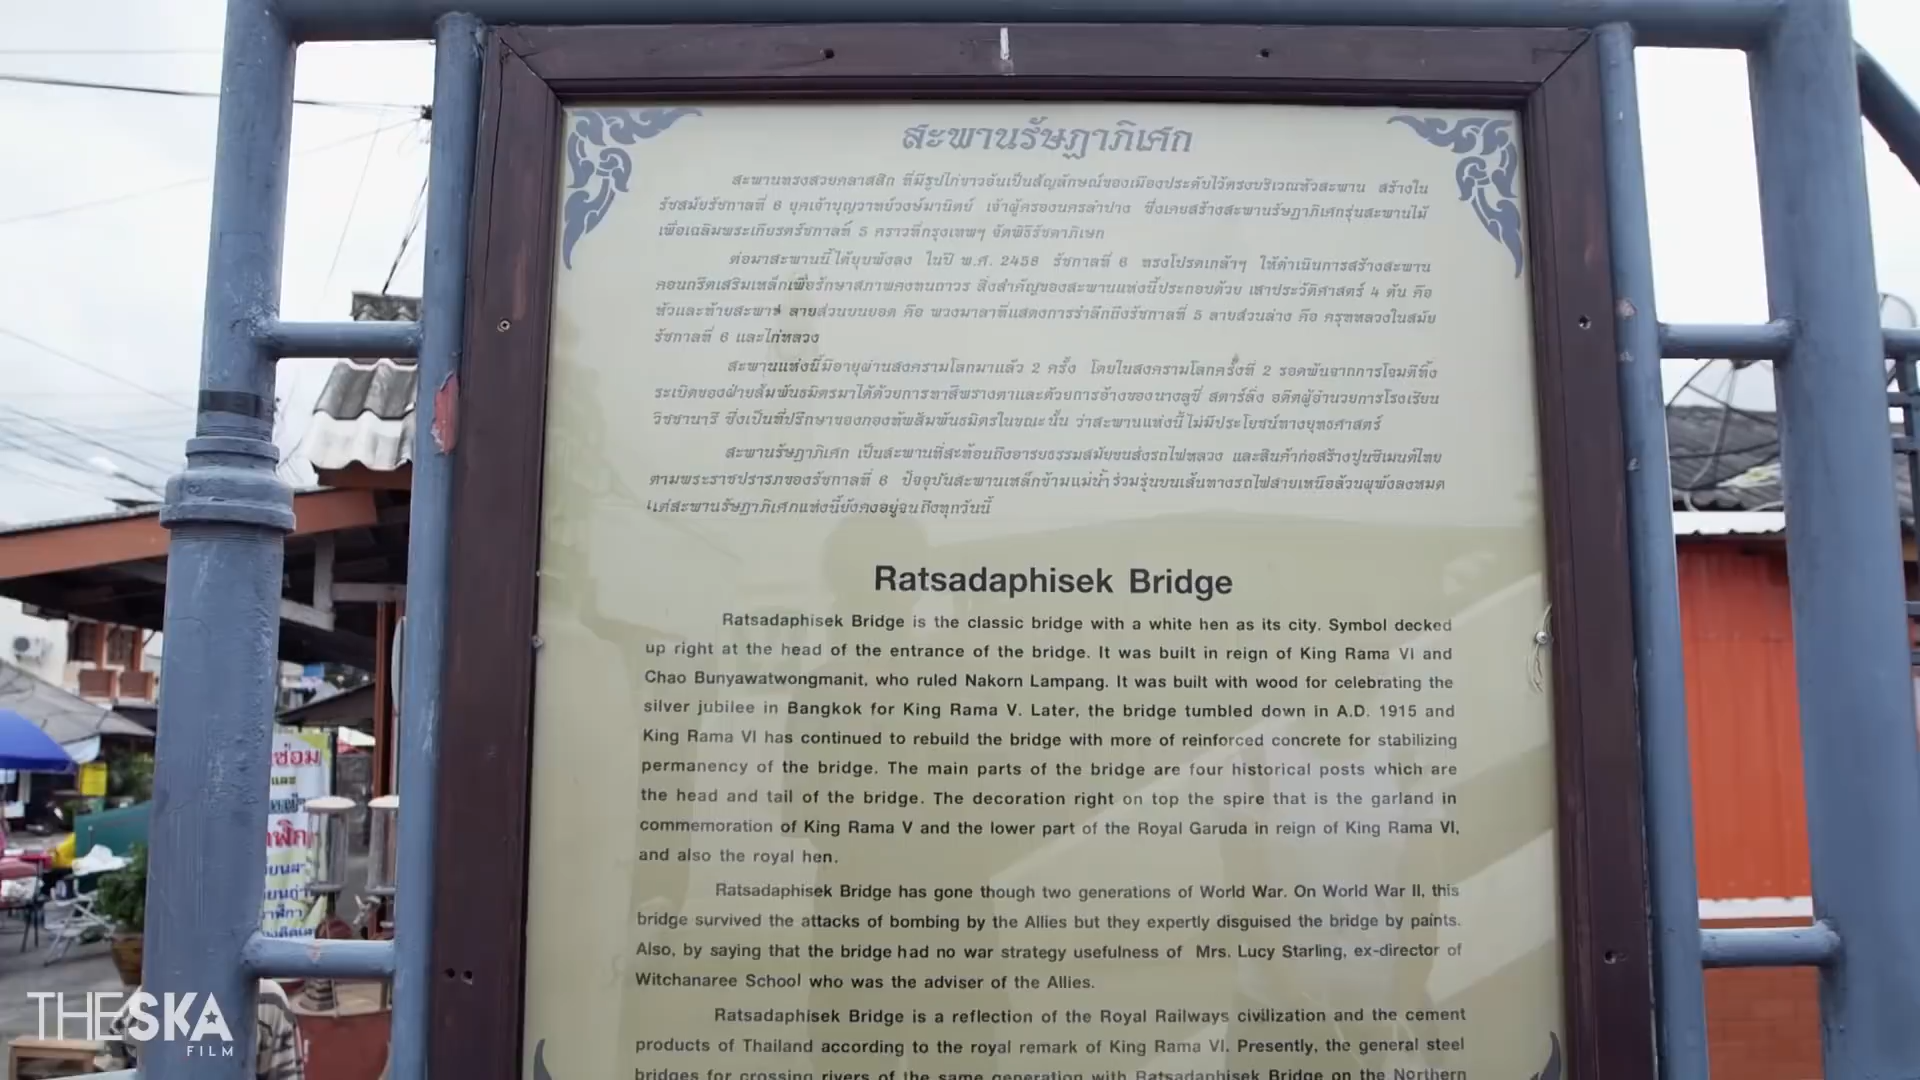 สะพานรัษฎาภิเศก
สะพานทรงสวยคลาสสิก ที่มีรูปไก่ขาวอันเป็นสัญลักษณ์ของเมืองประดับไว้ตรงบริเวณหัวสะพาน สร้างใน
รัชสมัยรัชกาลที่ 6 ยุคเจ้าบุญวาทย์วงษ์มานิตย์ เจ้าผู้ครองนครลำปาง ซึ่งเคยสร้างสะพานรัษฎาภิเศกรุ่นสะพานไม้
เพื่อเฉลิมพระเกียรติรัชกาลที่ 5 คราวที่กรุงเทพฯ จัดพิธีรัชดาภิเษก
ต่อมาสะพานนี้ได้ยุบพังลง ในปี พ.ศ. 2458 รัชกาลที่ 6 ทรงโปรดเกล้าฯ ให้ดำเนินการสร้างสะพาน
คอนกรีตเสริมเหล็กเพื่อรักษาสภาพคงทนถาวร สิ่งสำคัญของสะพานแห่งนี้ประกอบด้วย เสาประวัติศาสตร์ 4 ต้น คือ
หัวและท้ายสะพาน ลายส่วนบนยอด คือ พวงมาลาที่แสดงการรำลึกถึงรัชกาลที่ 5 ลายส่วนล่าง คือ ครุฑหลวงในสมัย
รัชกาลที่ 6 และไก่หลวง
สะพานแห่งนี้มีอายุผ่านสงครามโลกมาแล้ว 2 ครั้ง โดยในสงครามโลกครั้งที่ 2 รอดพ้นจากการโจมตีทิ้ง
ระเบิดของฝ่ายสัมพันธมิตรมาได้ด้วยการทาสีพรางตาและด้วยการอ้างของนางลูซี่ สตาร์ลิ่ง อดีตผู้อำนวยการโรงเรียน
วิชชานารี ซึ่งเป็นที่ปรึกษาของกองทัพสัมพันธมิตรในขณะนั้น ว่าสะพานแห่งนี้ไม่มีประโยชน์ทางยุทธศาสตร์
สะพานรัษฎาภิเศก เป็นสะพานที่สะท้อนถึงอารยธรรมสมัยขนส่งรถไฟหลวง และสินค้าก่อสร้างปูนซิเมนต์ไทย
ตามพระราชปรารภของรัชกาลที่ 6 ปัจจุบันสะพานเหล็กข้ามแม่น้ำร่วมรุ่นบนเส้นทางรถไฟสายเหนือล้วนผุพังลงหมด
แต่สะพานรัษฎาภิเศกแห่งนี้ยังคงอยู่จนถึงทุกวันนี้
Ratsadaphisek Bridge
Ratsadaphisek Bridge is the classic bridge with a white hen as its city. Symbol decked
up right at the head of the entrance of the bridge. It was built in reign of King Rama VI and
Chao Bunyawatwongmanit, who ruled Nakorn Lampang. It was built with wood for celebrating the
silver jubilee in Bangkok for King Rama V. Later, the bridge tumbled down in A.D. 1915 and
King Rama VI has continued to rebuild the bridge with more of reinforced concrete for stabilizing
permanency of the bridge. The main parts of the bridge are four historical posts which are
the head and tail of the bridge. The decoration right on top the spire that is the garland in
commemoration of King Rama V and the lower part of the Royal Garuda in reign of King Rama VI,
and also the royal hen.
Ratsadaphisek Bridge has gone though two generations of World War. On World War II, this
bridge survived the attacks of bombing by the Allies but they expertly disguised the bridge by paints.
Also, by saying that the bridge had no war strategy usefulness of Mrs. Lucy Starling, ex-director of
Witchanaree School who was the adviser of the Allies.
Ratsadaphisek Bridge is a reflection of the Royal Railways civilization and the cement
products of Thailand according to the royal remark of King Rama VI. Presently, the general steel
bridges for crossing rivers of the same generation with Ratsadaphisek Bridge on the Northern
ซ่อม
และ
THESKA
FILM